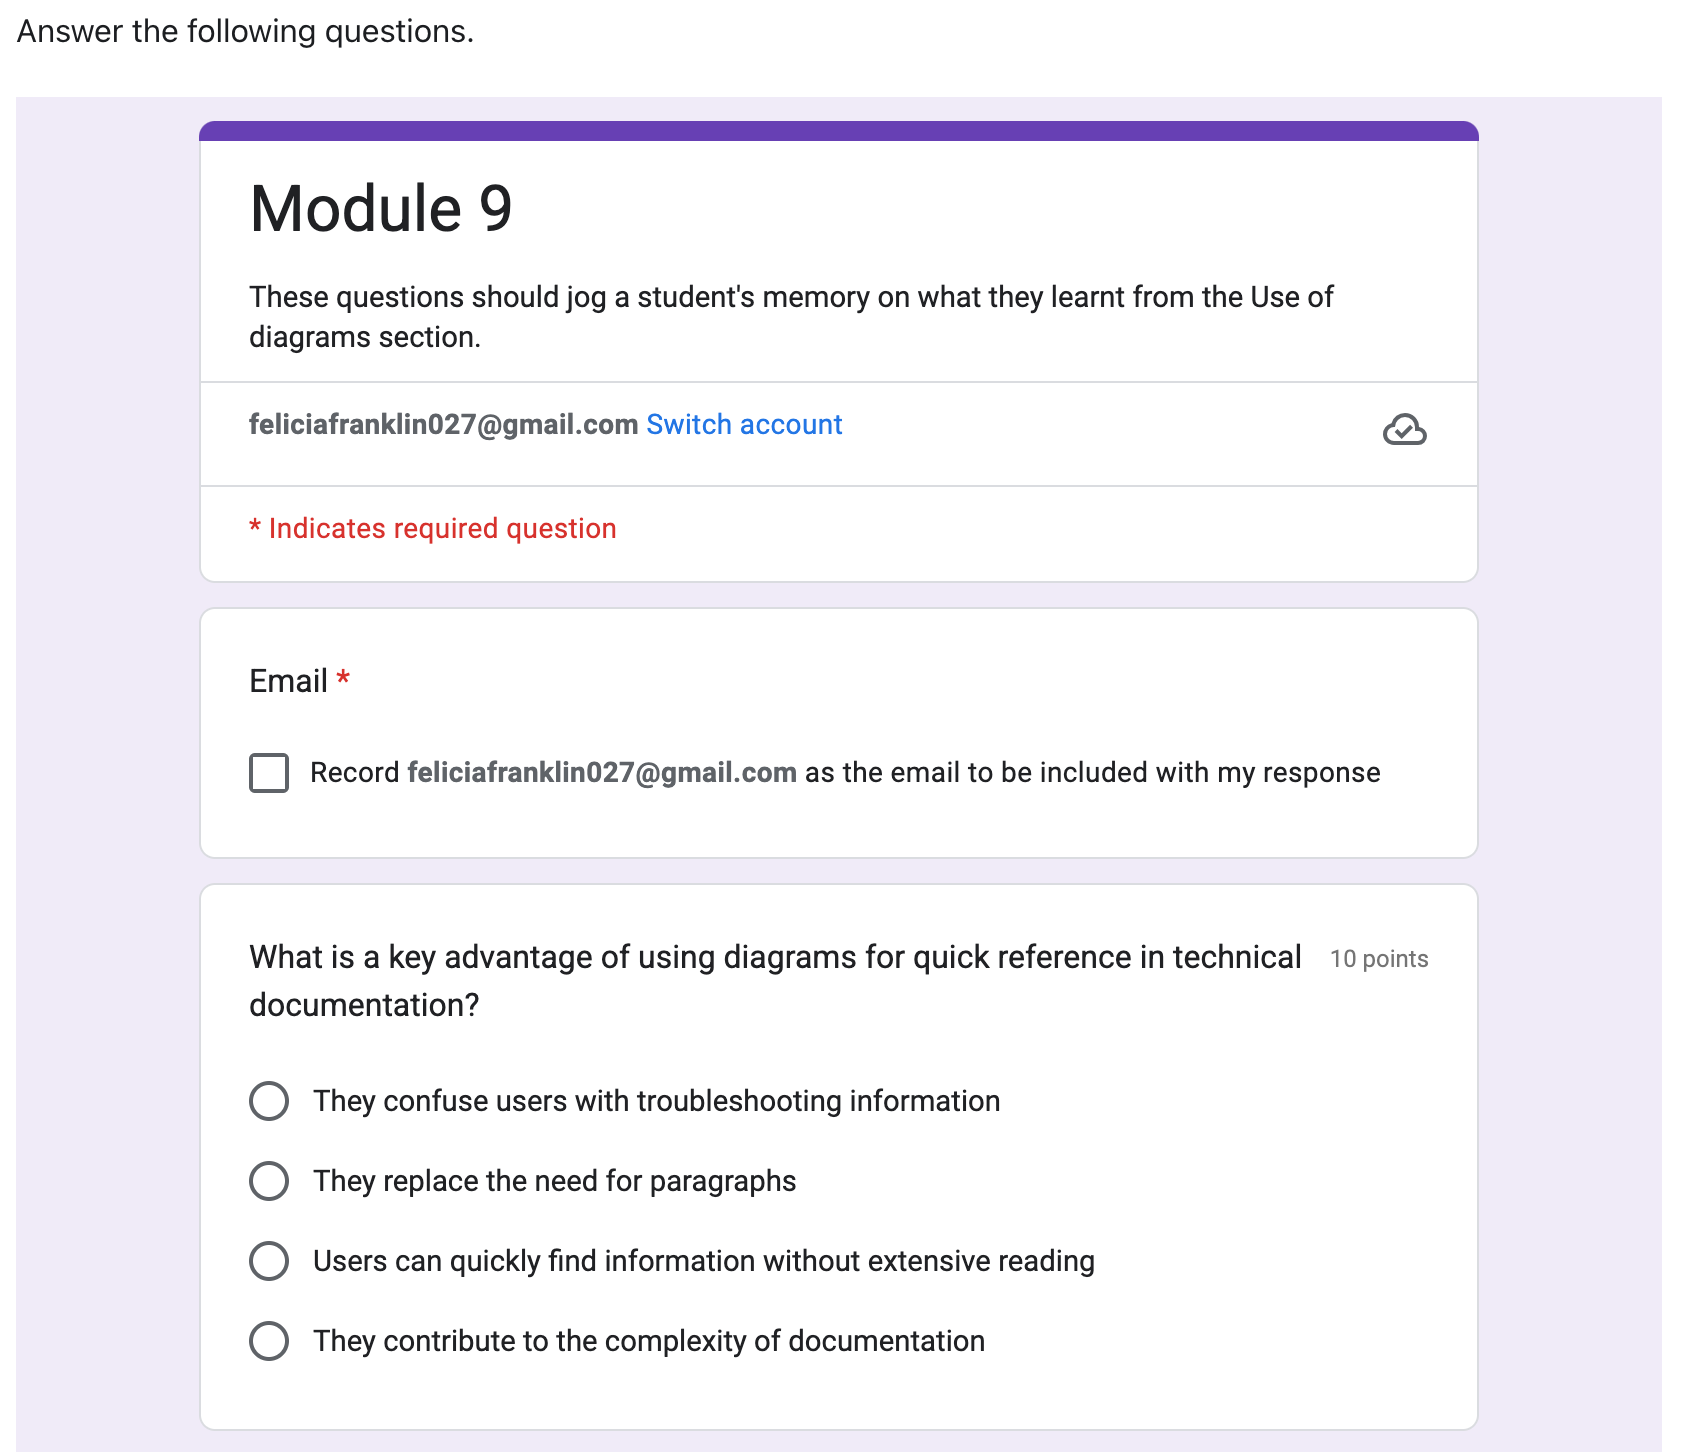 Answer the following questions.
Module 9
These questions should jog a student's memory on what they learnt from the Use of
diagrams section.
feliciafranklin027@gmail.com Switch account
* Indicates required question
Email *
Record feliciafranklin027@gmail.com as the email to be included with my response
What is a key advantage of using diagrams for quick reference in technical 10 points
documentation?
They confuse users with troubleshooting information
They replace the need for paragraphs
Users can quickly find information without extensive reading
They contribute to the complexity of documentation